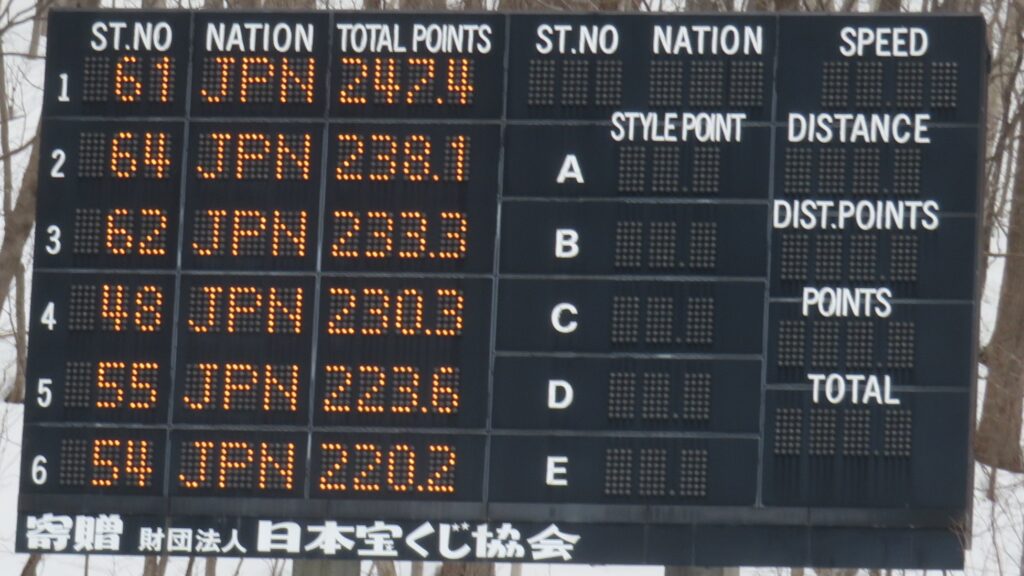 ST.NO NATION TOTAL POINTS ST.NO NATION SPEED
1 61 JPN 247.4
STYLE POINT DISTANCE
2 64 JPN 238.1 A
DIST.POINTS
3 62 JPN 233.3 B
POINTS
4 48 JPN 230.3 C
TOTAL
5 55 JPN 223.6 D
6 54 JPN 220.2 E
寄贈 財団法人 日本宝くじ協会